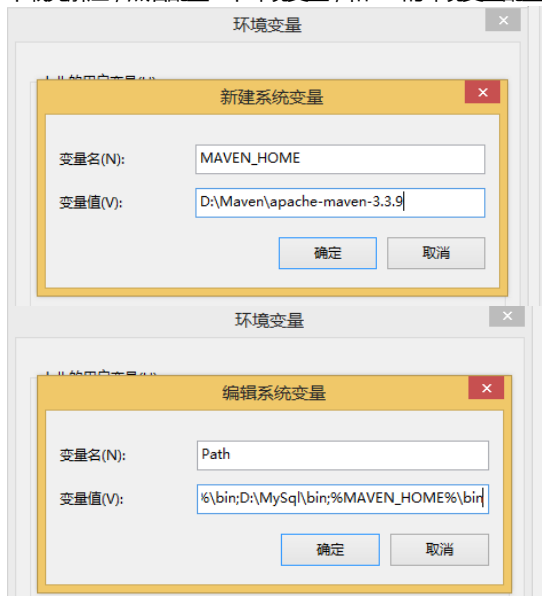 环境变量
新建系统变量
变量名(N):
MAVEN_HOME
变量值(V):
D:\Maven\apache-maven-3.3.9
确定
取消
环境变量
编辑系统变量
变量名(N):
Path
变量值(V):
\bin;D:\MySql\bin;%MAVEN_HOME%\bin
确定
取消